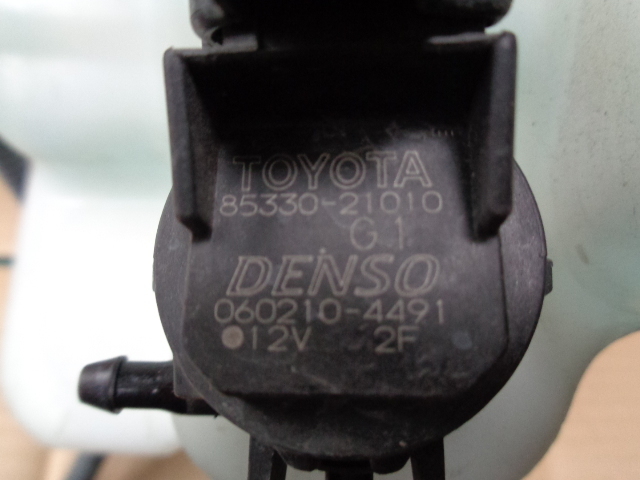 TOYOTA
85330-21010
G1
DENSO
060210-4491
12V 2F